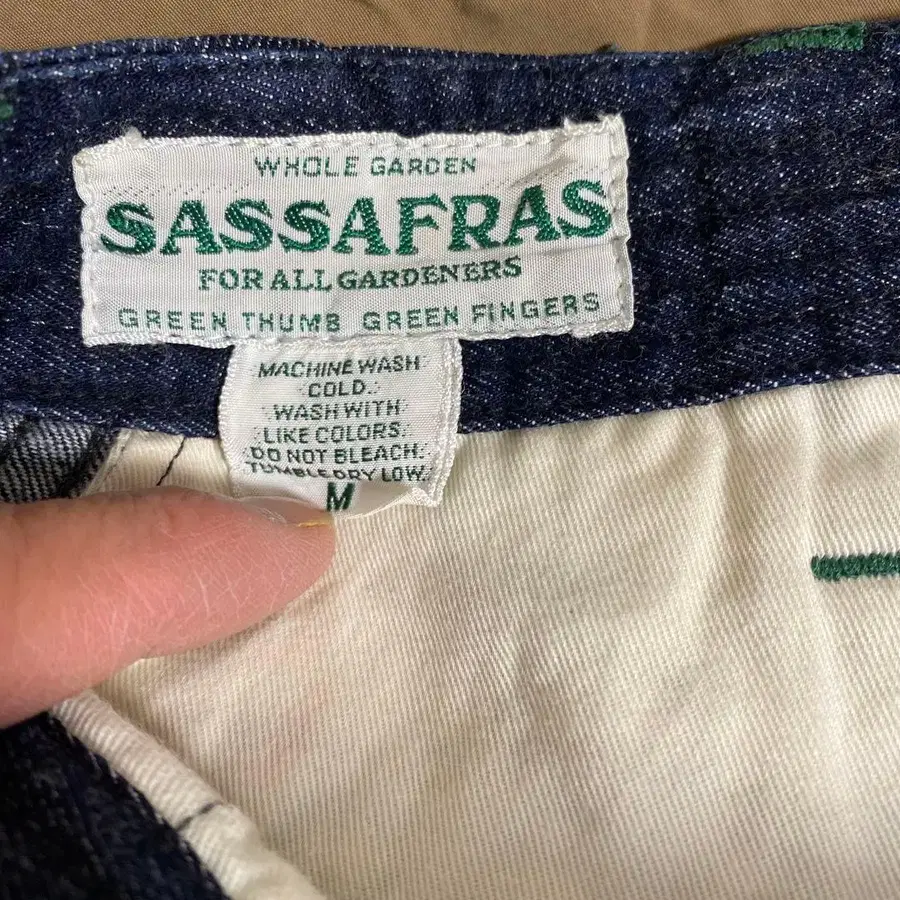 WHOLE GARDEN
SASSAFRAS
FOR ALL GARDENERS
GREEN THUMB GREEN FINGERS
MACHINE WASH
COLD.
WASH WITH
LIKE COLORS.
DO NOT BLEACH.
TUMBLE DRY LOW.
M